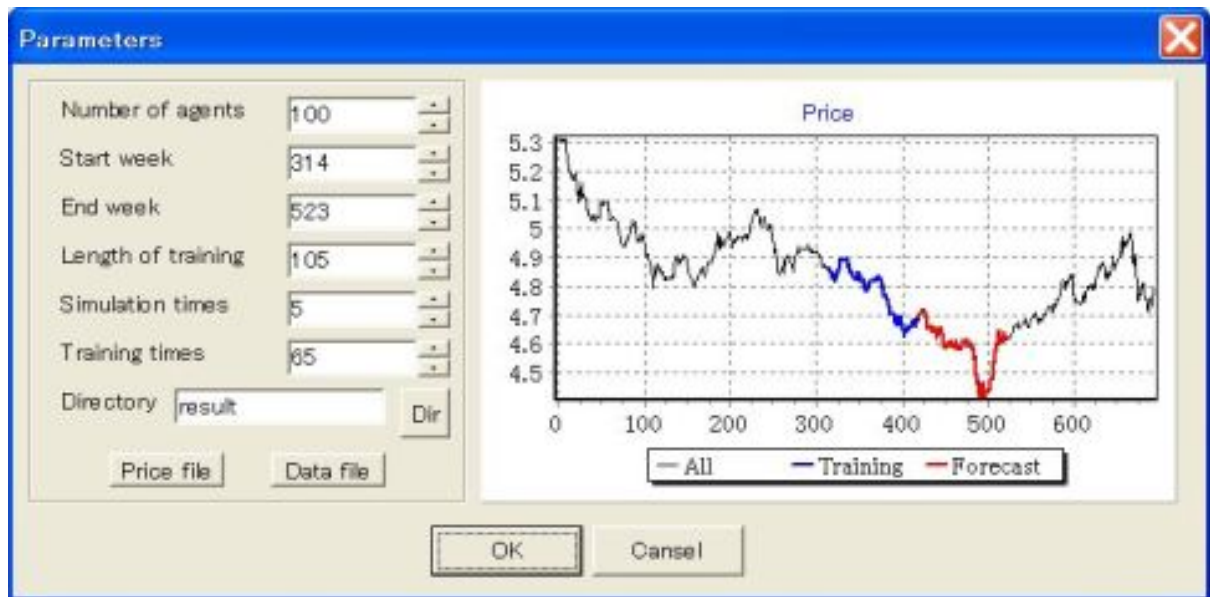 Parameters
Number of agents 100
Start week 314
End week 523
Length of training 105
Simulation times 5
Training times 65
Directory result Dir
Price file Data file
Price
5.3
5.2
5.1
5
4.9
4.8
4.7
4.6
4.5
0 100 200 300 400 500 600
All Training Forecast
OK Cansel